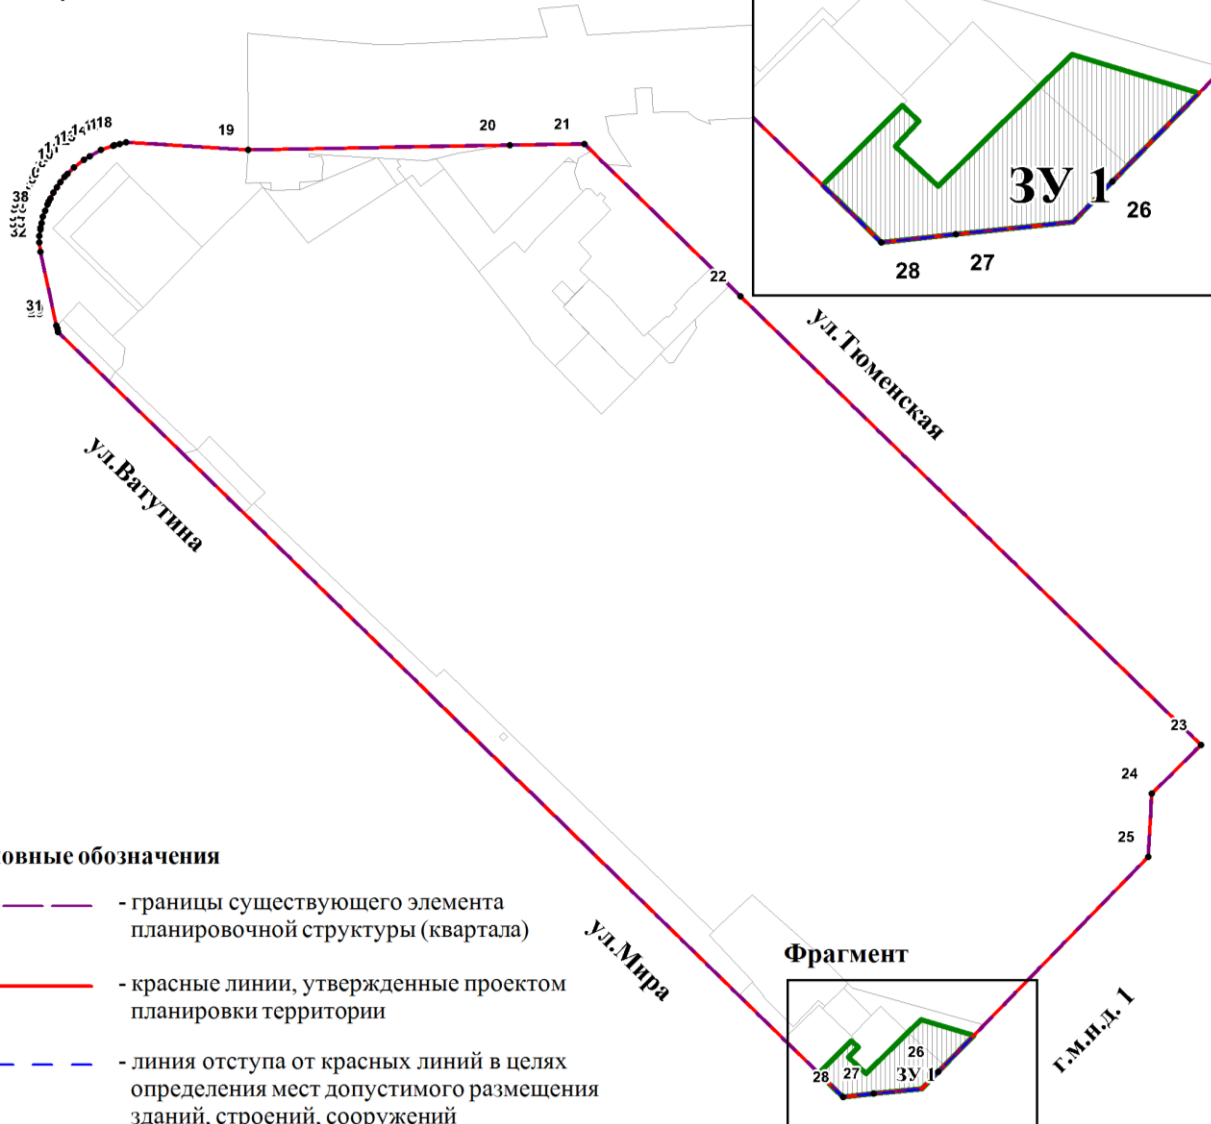 18
19
20
21
38
31
22
ЗУ 1
26
27
28
ул.Тюменская
ул.Ватутина
23
24
25
овные обозначения
- границы существующего элемента
планировочной структуры (квартала)
- красные линии, утвержденные проектом
планировки территории
- линия отступа от красных линий в целях
определения мест допустимого размещения
зданий, строений, сооружений
ул.Мира
Фрагмент
г.м.н.д. 1
26
27
28
ЗУ 1